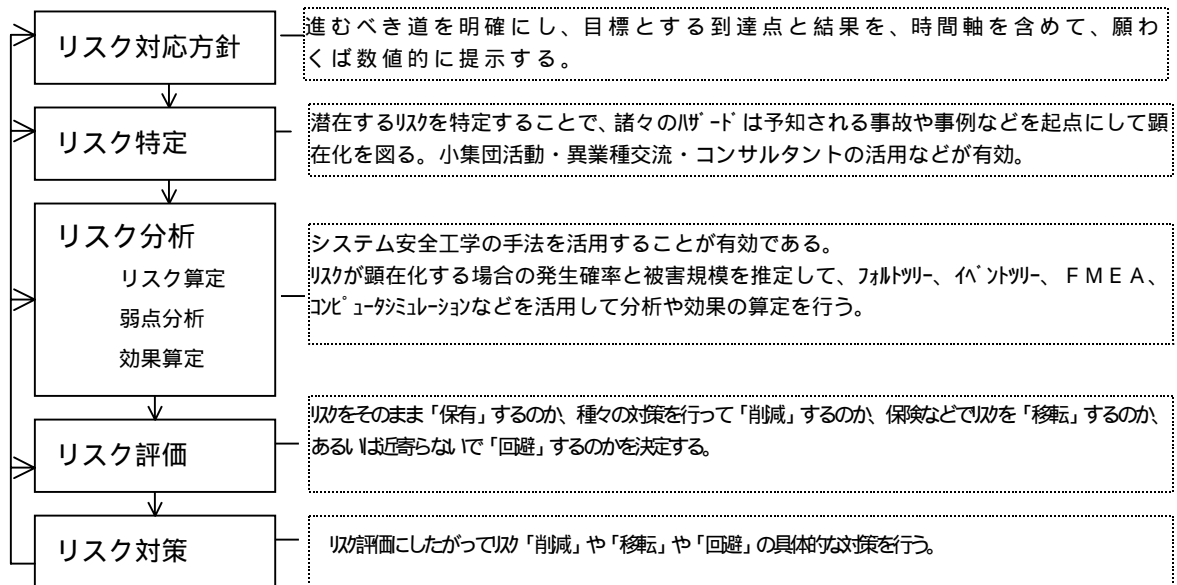 リスク対応方針
進むべき道を明確にし、目標とする到達点と結果を、時間軸を含めて、願わ
くば数値的に提示する。
リスク特定
潜在するﾘｽｸを特定することで、諸々のﾊｻﾞｰﾄﾞは予知される事故や事例などを起点にして顕
在化を図る。小集団活動・異業種交流・コンサルタントの活用などが有効。
リスク分析
リスク算定
弱点分析
効果算定
システム安全工学の手法を活用することが有効である。
ﾘｽｸが顕在化する場合の発生確率と被害規模を推定して、ﾌｫﾙﾄﾂﾘｰ、ｲﾍﾞﾝﾄﾂﾘｰ、ＦＭＥＡ、
ｺﾝﾋﾟｭｰﾀｼﾐｭﾚｰｼｮﾝなどを活用して分析や効果の算定を行う。
リスク評価
ﾘｽｸをそのまま「保有」するのか、種々の対策を行って「削減」するのか、保険などでﾘｽｸを「移転」するのか、
あるいは近寄らないで「回避」するのかを決定する。
リスク対策
ﾘｽｸ評価にしたがってﾘｽｸ「削減」や「移転」や「回避」の具体的な対策を行う。